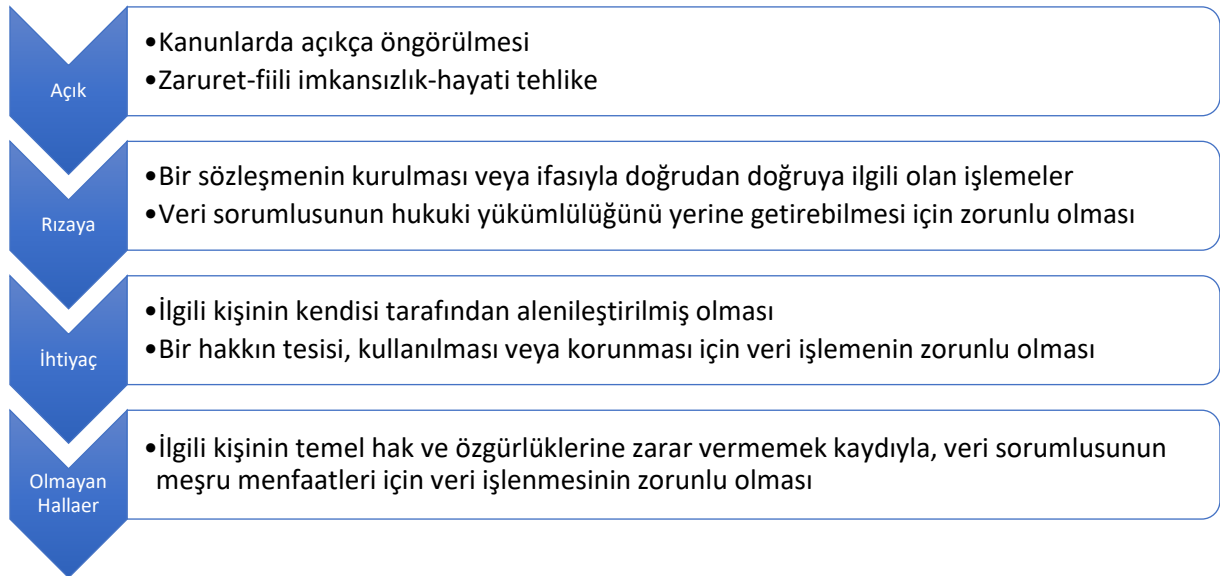 Açık
•Kanunlarda açıkça öngörülmesi
•Zaruret-fiili imkansızlık-hayati tehlike
Rızaya
•Bir sözleşmenin kurulması veya ifasıyla doğrudan doğruya ilgili olan işlemeler
•Veri sorumlusunun hukuki yükümlülüğünü yerine getirebilmesi için zorunlu olması
İhtiyaç
•İlgili kişinin kendisi tarafından alenileştirilmiş olması
•Bir hakkın tesisi, kullanılması veya korunması için veri işlemenin zorunlu olması
Olmayan
Hallaer
•İlgili kişinin temel hak ve özgürlüklerine zarar vermemek kaydıyla, veri sorumlusunun
meşru menfaatleri için veri işlenmesinin zorunlu olması